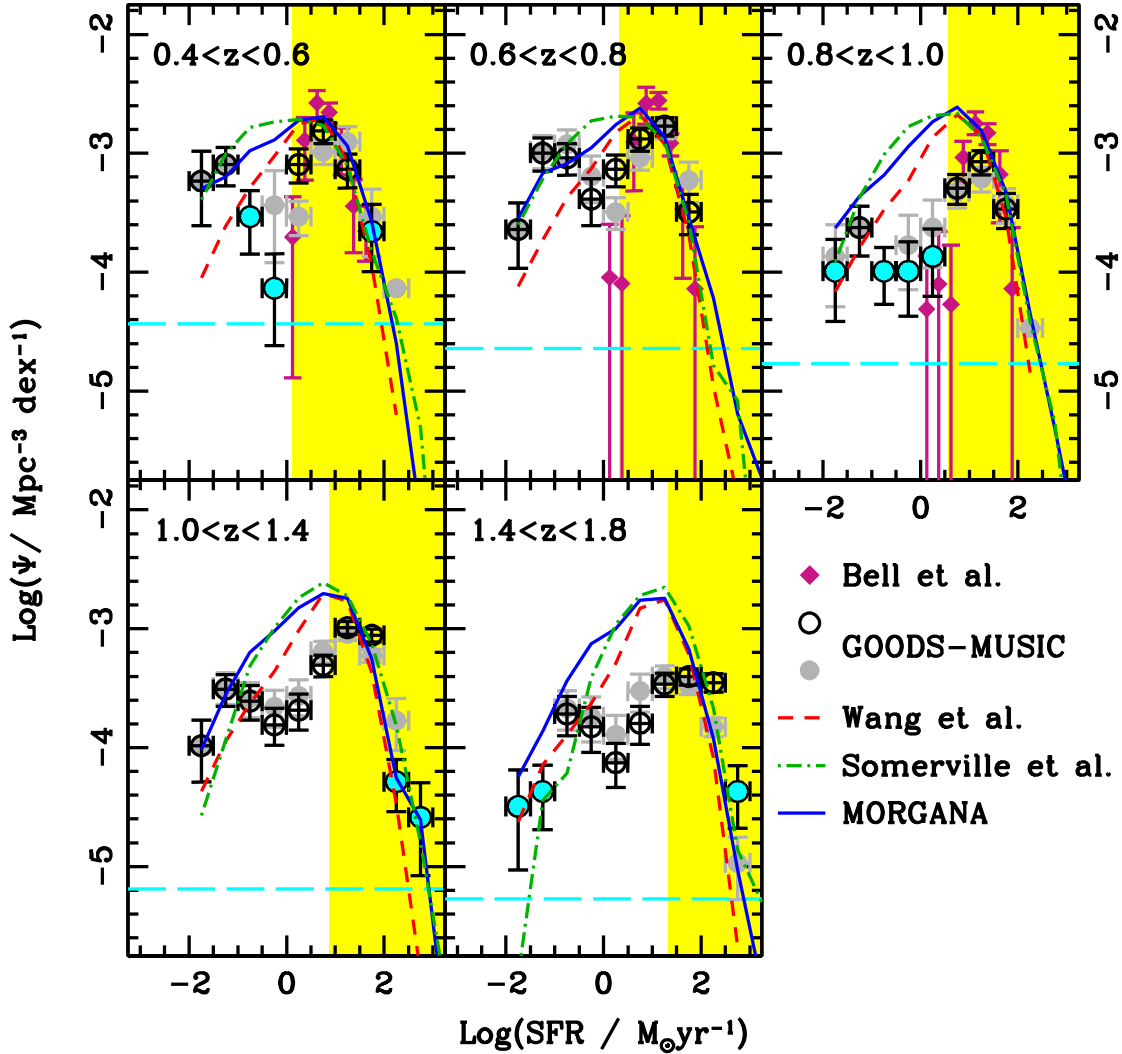 0.4<z<0.6
0.6<z<0.8
0.8<z<1.0
−2
−3
−4
−5
−2
−3
−4
−5
−2 0 2
1.0<z<1.4
1.4<z<1.8
−2
−3
−4
−5
−2 0 2
−2 0 2
Log(Ψ/ Mpc⁻³ dex⁻¹)
Log(SFR / M⊙yr⁻¹)
Bell et al.
GOODS−MUSIC
Wang et al.
Somerville et al.
MORGANA